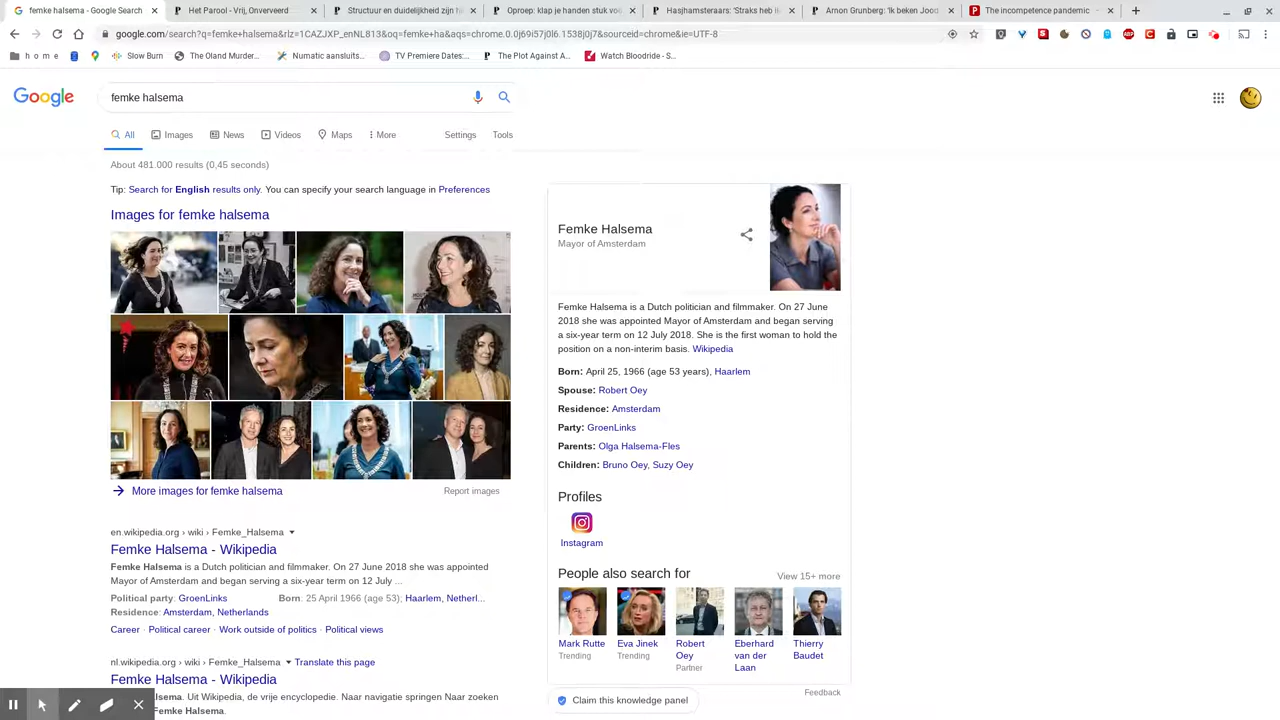 femke halsema - Google Search
Het Parool - Vrij, Onverveerd
Structuur en duidelijkheid zijn h
Oproep: klap je handen stuk vo
Hasjhamsteraars: 'Straks heb ik
Arnon Grunberg: 'Ik beken Jood
The incompetence pandemic
google.com/search?q=femke+halsema&rlz=1CAZJXP_enNL813&oq=femke+ha&aqs=chrome.0.0j69i57j0l6.1538j0j7&sourceid=chrome&ie=UTF-8
h o m e
Slow Burn
The Oland Murder...
Numatic aansluits...
TV Premiere Dates:...
The Plot Against A...
Watch Bloodride - S...
Google
femke halsema
All
Images
News
Videos
Maps
More
Settings
Tools
About 481.000 results (0,45 seconds)
Tip: Search for English results only. You can specify your search language in Preferences
Images for femke halsema
More images for femke halsema
Report images
en.wikipedia.org › wiki › Femke_Halsema
Femke Halsema - Wikipedia
Femke Halsema is a Dutch politician and filmmaker. On 27 June 2018 she was appointed
Mayor of Amsterdam and began serving a six-year term on 12 July ...
Political party: GroenLinks
Born: 25 April 1966 (age 53); Haarlem, Netherl...
Residence: Amsterdam, Netherlands
Career · Political career · Work outside of politics · Political views
nl.wikipedia.org › wiki › Femke_Halsema
Translate this page
Femke Halsema - Wikipedia
lsema. Uit Wikipedia, de vrije encyclopedie. Naar navigatie springen Naar zoeken
Femke Halsema.
Femke Halsema
Mayor of Amsterdam
Femke Halsema is a Dutch politician and filmmaker. On 27 June
2018 she was appointed Mayor of Amsterdam and began serving
a six-year term on 12 July 2018. She is the first woman to hold the
position on a non-interim basis. Wikipedia
Born: April 25, 1966 (age 53 years), Haarlem
Spouse: Robert Oey
Residence: Amsterdam
Party: GroenLinks
Parents: Olga Halsema-Fles
Children: Bruno Oey, Suzy Oey
Profiles
Instagram
People also search for
View 15+ more
Mark Rutte
Trending
Eva Jinek
Trending
Robert
Oey
Partner
Eberhard
van der
Laan
Thierry
Baudet
Feedback
Claim this knowledge panel